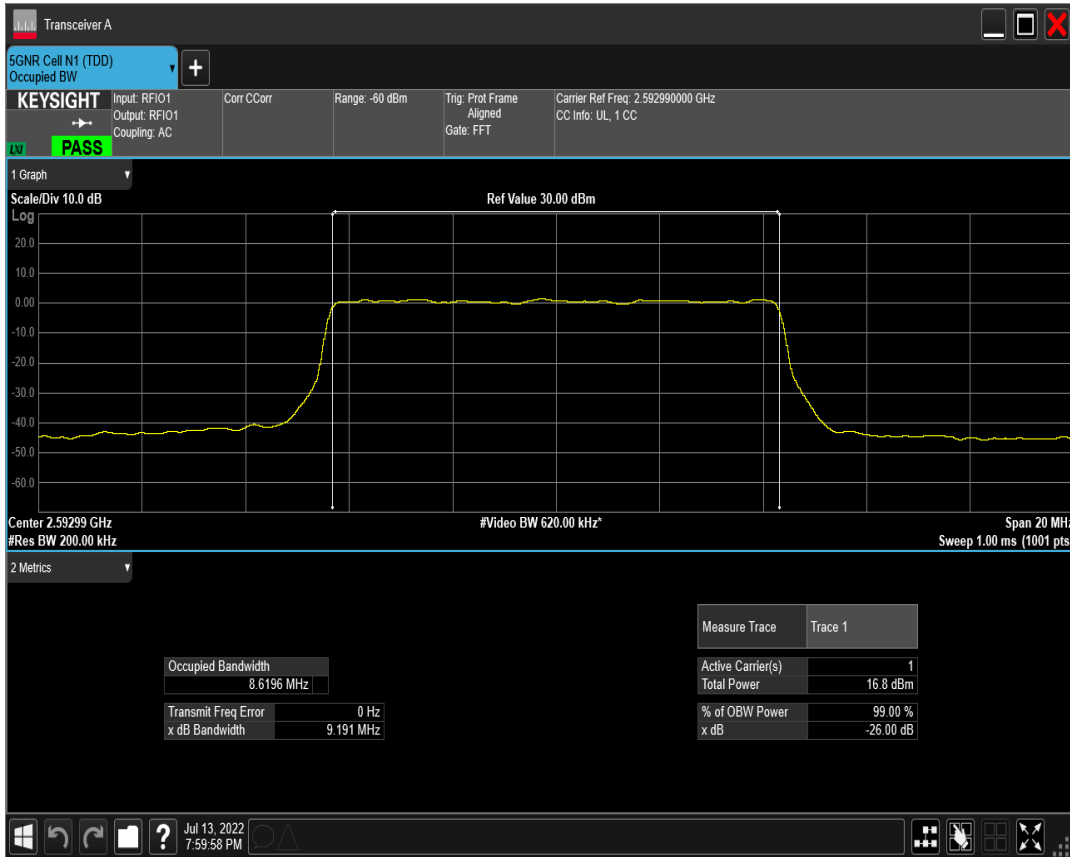 Transceiver A
5GNR Cell N1 (TDD)
Occupied BW
+
KEYSIGHT
LXI
PASS
Input: RFIO1
Output: RFIO1
Coupling: AC
Corr CCorr
Range: -60 dBm
Trig: Prot Frame
Aligned
Gate: FFT
Carrier Ref Freq: 2.592990000 GHz
CC Info: UL, 1 CC
1 Graph
Scale/Div 10.0 dB
Ref Value 30.00 dBm
Log
20.0
10.0
0.00
-10.0
-20.0
-30.0
-40.0
-50.0
-60.0
Center 2.59299 GHz
#Video BW 620.00 kHz*
Span 20 MHz
#Res BW 200.00 kHz
Sweep 1.00 ms (1001 pts
2 Metrics
Measure Trace Trace 1
Occupied Bandwidth
8.6196 MHz
Active Carrier(s) 1
Total Power 16.8 dBm
Transmit Freq Error 0 Hz
x dB Bandwidth 9.191 MHz
% of OBW Power 99.00 %
x dB -26.00 dB
?
Jul 13, 2022
7:59:58 PM